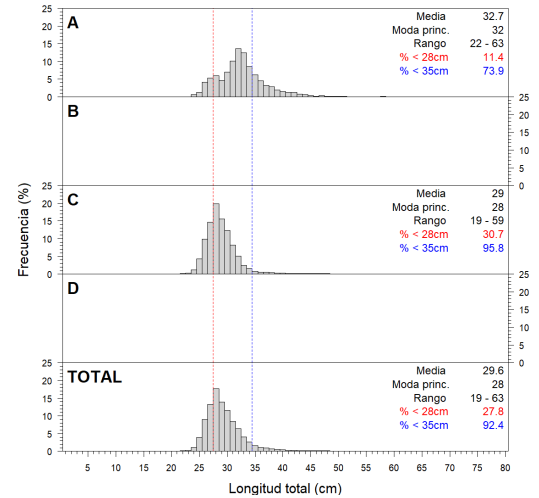 A
Media 32.7
Moda princ. 32
Rango 22 - 63
% < 28cm 11.4
% < 35cm 73.9
25
20
15
10
5
0
B
25
20
15
10
5
0
C
Media 29
Moda princ. 28
Rango 19 - 59
% < 28cm 30.7
% < 35cm 95.8
25
20
15
10
5
0
D
25
20
15
10
5
0
TOTAL
Media 29.6
Moda princ. 28
Rango 19 - 63
% < 28cm 27.8
% < 35cm 92.4
25
20
15
10
5
0
Frecuencia (%)
5 10 15 20 25 30 35 40 45 50 55 60 65 70 75 80
Longitud total (cm)